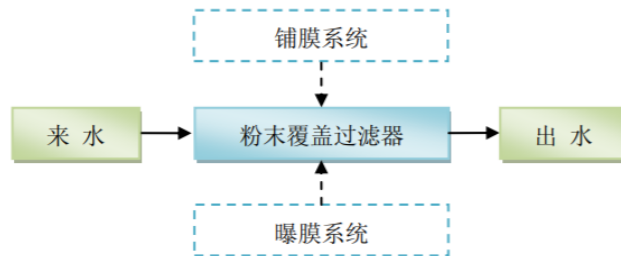 铺膜系统
来 水
粉末覆盖过滤器
出 水
曝膜系统